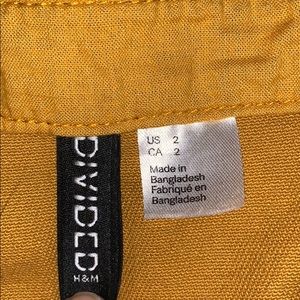 DIVIDED
H&M
US 2
CA 2
Made in
Bangladesh
Fabriqué en
Bangladesh